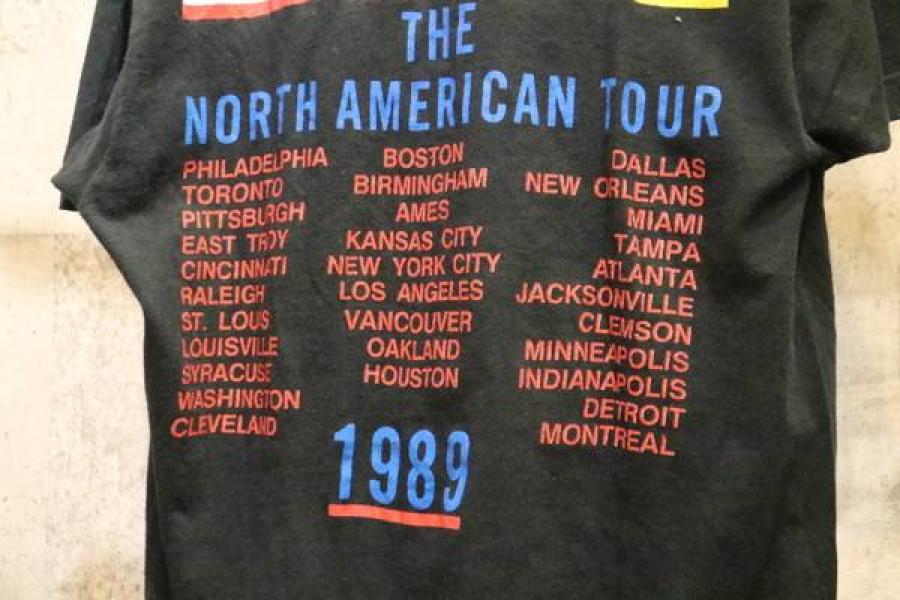 THE
NORTH AMERICAN TOUR
PHILADELPHIA
TORONTO
PITTSBURGH
EAST TROY
CINCINNATI
RALEIGH
ST. LOUIS
LOUISVILLE
SYRACUSE
WASHINGTON
CLEVELAND
BOSTON
BIRMINGHAM
AMES
KANSAS CITY
NEW YORK CITY
LOS ANGELES
VANCOUVER
OAKLAND
HOUSTON
DALLAS
NEW ORLEANS
MIAMI
TAMPA
ATLANTA
JACKSONVILLE
CLEMSON
MINNEAPOLIS
INDIANAPOLIS
DETROIT
MONTREAL
1989